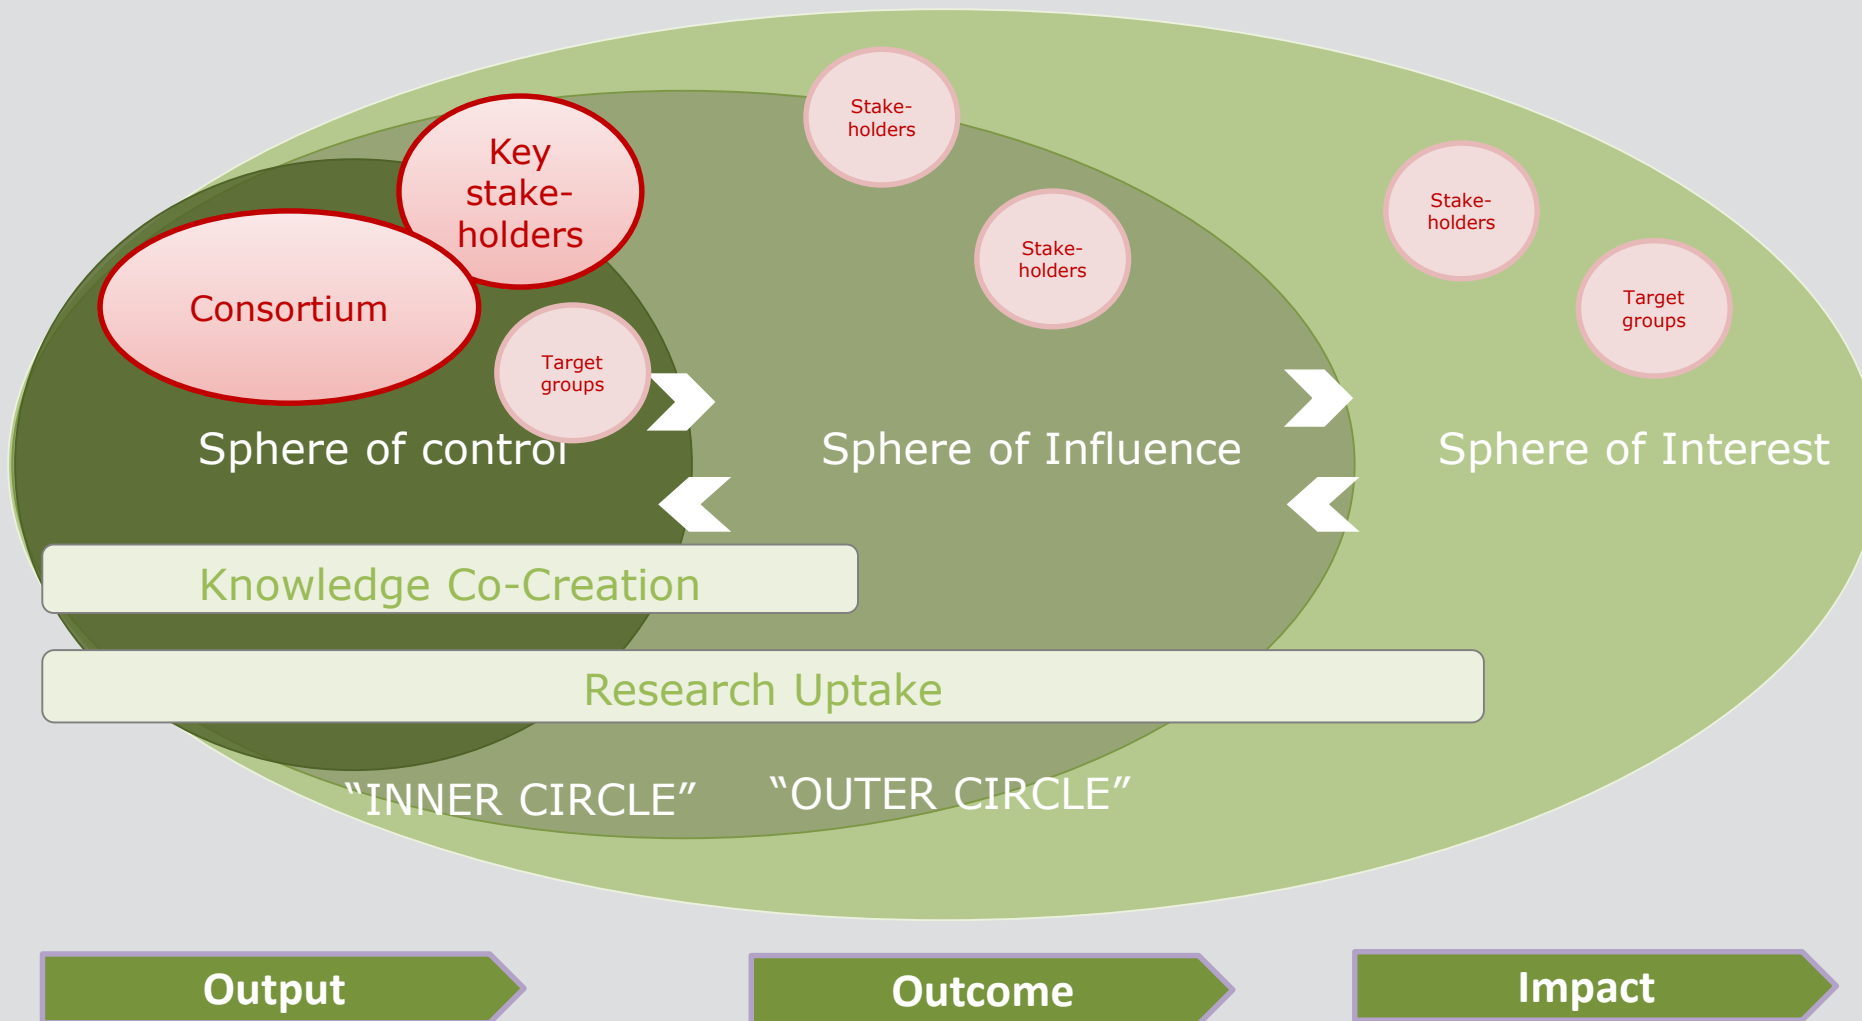 Stake-
holders
Key
stake-
holders
Stake-
holders
Stake-
holders
Consortium
Target
groups
Target
groups
Sphere of control
Sphere of Influence
Sphere of Interest
Knowledge Co-Creation
Research Uptake
“INNER CIRCLE”
“OUTER CIRCLE”
Output
Outcome
Impact